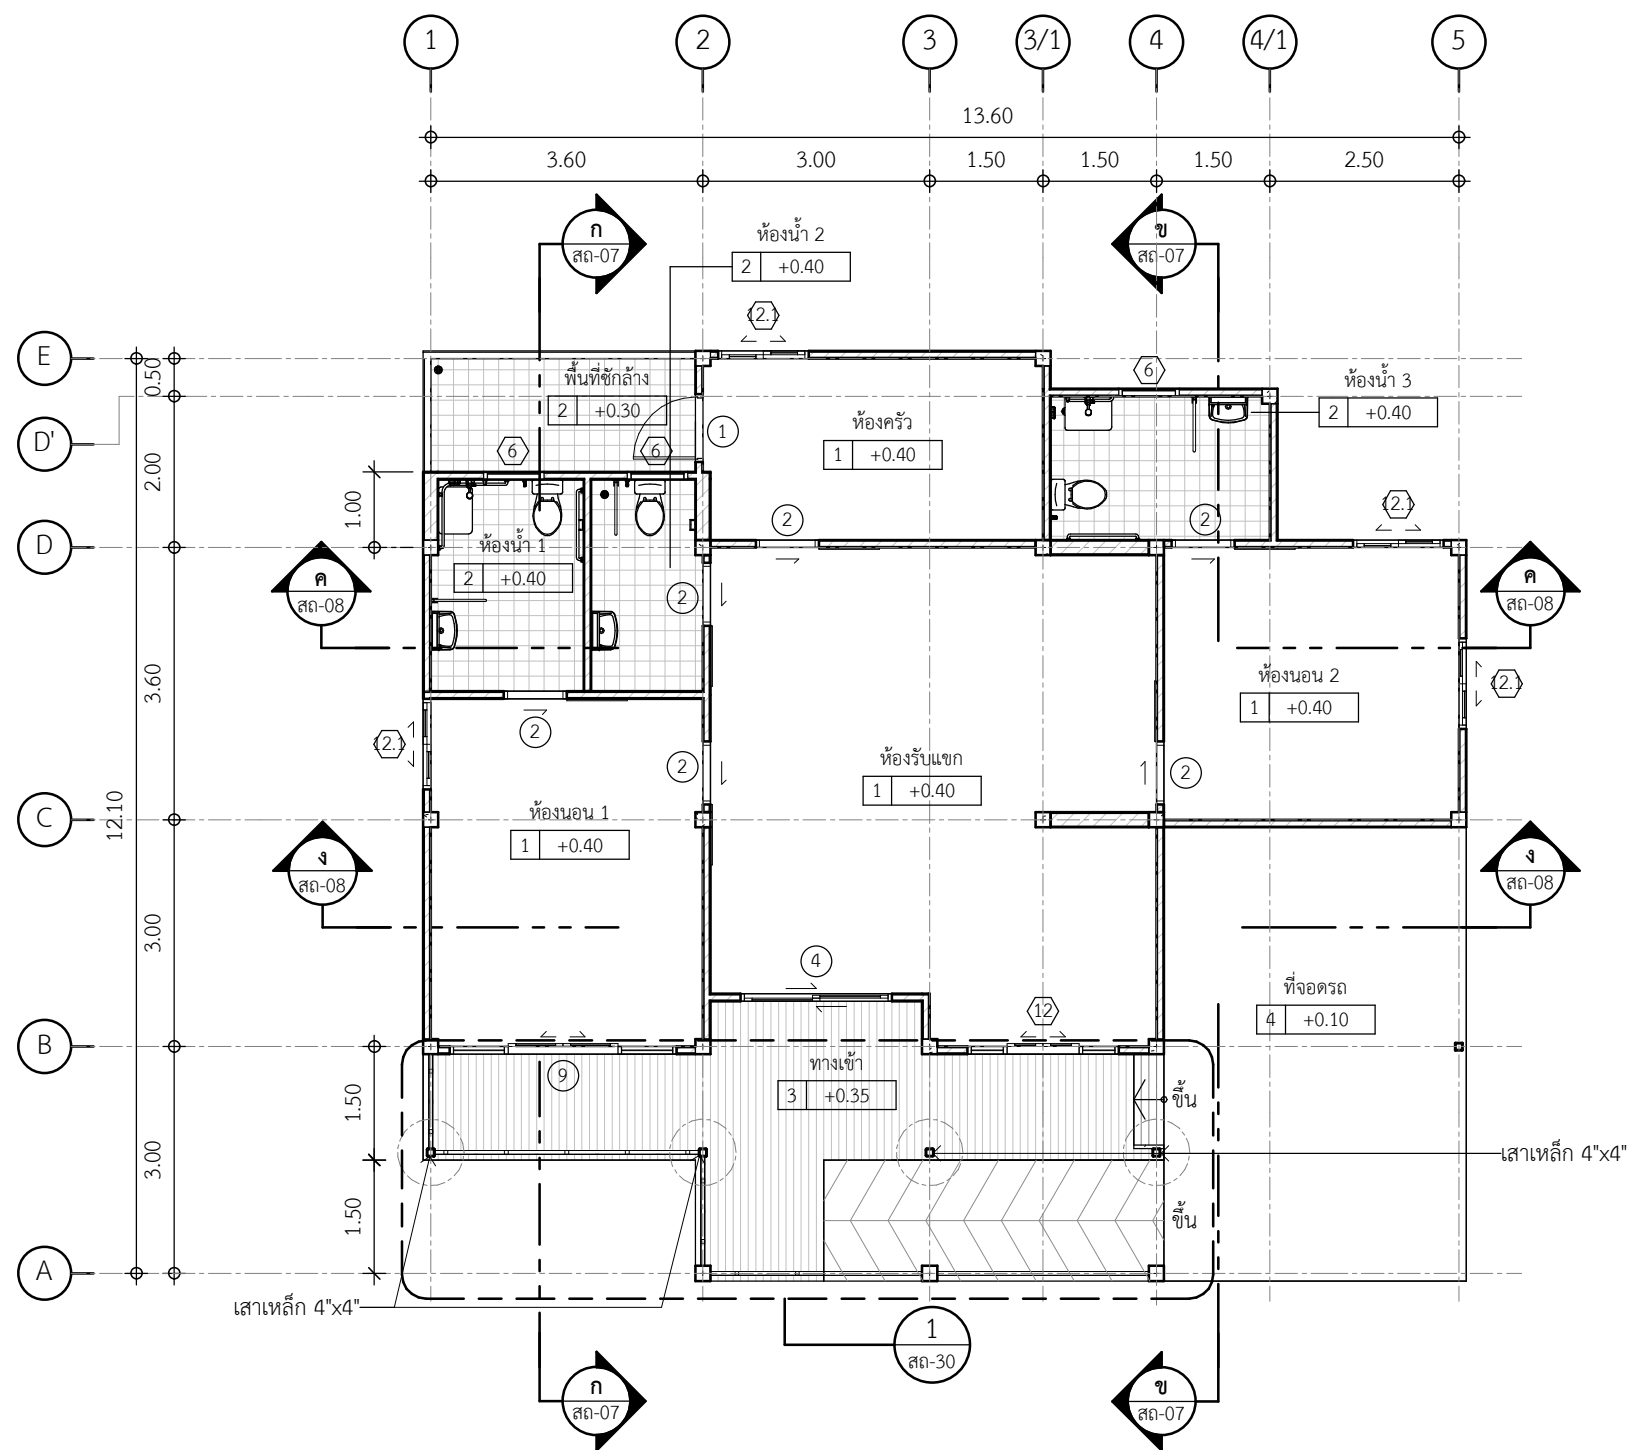 1
2
3
3/1
4
4/1
5
13.60
3.60
3.00
1.50
1.50
1.50
2.50
ก
สถ-07
ห้องน้ำ 2
2
+0.40
ข
สถ-07
12.1
E
0.50
พื้นที่ซักล้าง
2
+0.30
6
ห้องน้ำ 3
2
+0.40
D'
ห้องครัว
1
+0.40
1
6
6
2.00
1.00
2
2
12.1
D
ห้องน้ำ 1
2
+0.40
ค
สถ-08
2
ค
สถ-08
3.60
ห้องนอน 2
1
+0.40
12.1
12.1
2
2
ห้องรับแขก
1
+0.40
2
C
12.10
ห้องนอน 1
1
+0.40
ง
สถ-08
ง
สถ-08
3.00
4
ที่จอดรถ
4
+0.10
12
B
9
ทางเข้า
3
+0.35
ขึ้น
1.50
3.00
เสาเหล็ก 4"x4"
1.50
ขึ้น
A
เสาเหล็ก 4"x4"
1
สถ-30
ก
สถ-07
ข
สถ-07